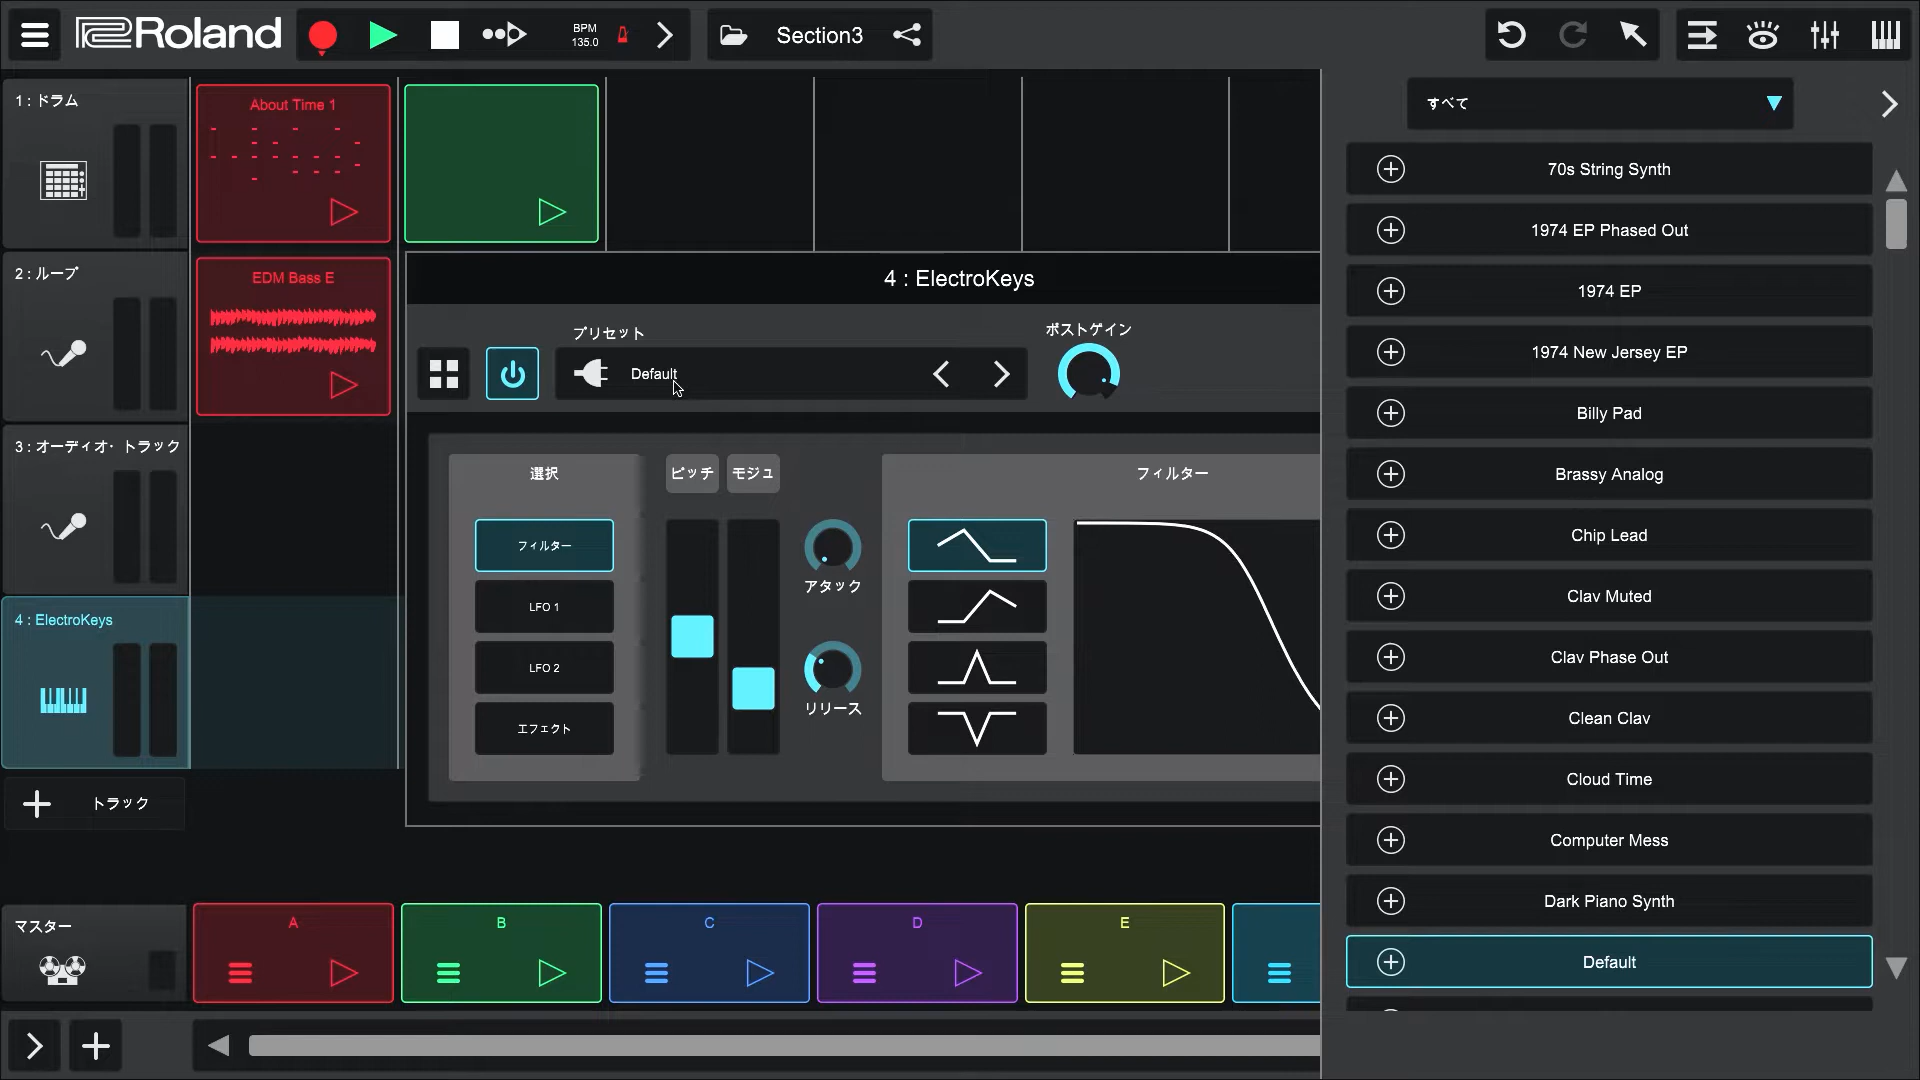 Roland
BPM
135.0
Section3
1 : ドラム
About Time 1
2 : ループ
EDM Bass E
3 : オーディオ・トラック
4 : ElectroKeys
トラック
マスター
A
B
C
D
E
4 : ElectroKeys
プリセット
Default
ポストゲイン
選択
フィルター
LFO 1
LFO 2
エフェクト
ピッチ
モジュ
アタック
リリース
フィルター
すべて
70s String Synth
1974 EP Phased Out
1974 EP
1974 New Jersey EP
Billy Pad
Brassy Analog
Chip Lead
Clav Muted
Clav Phase Out
Clean Clav
Cloud Time
Computer Mess
Dark Piano Synth
Default